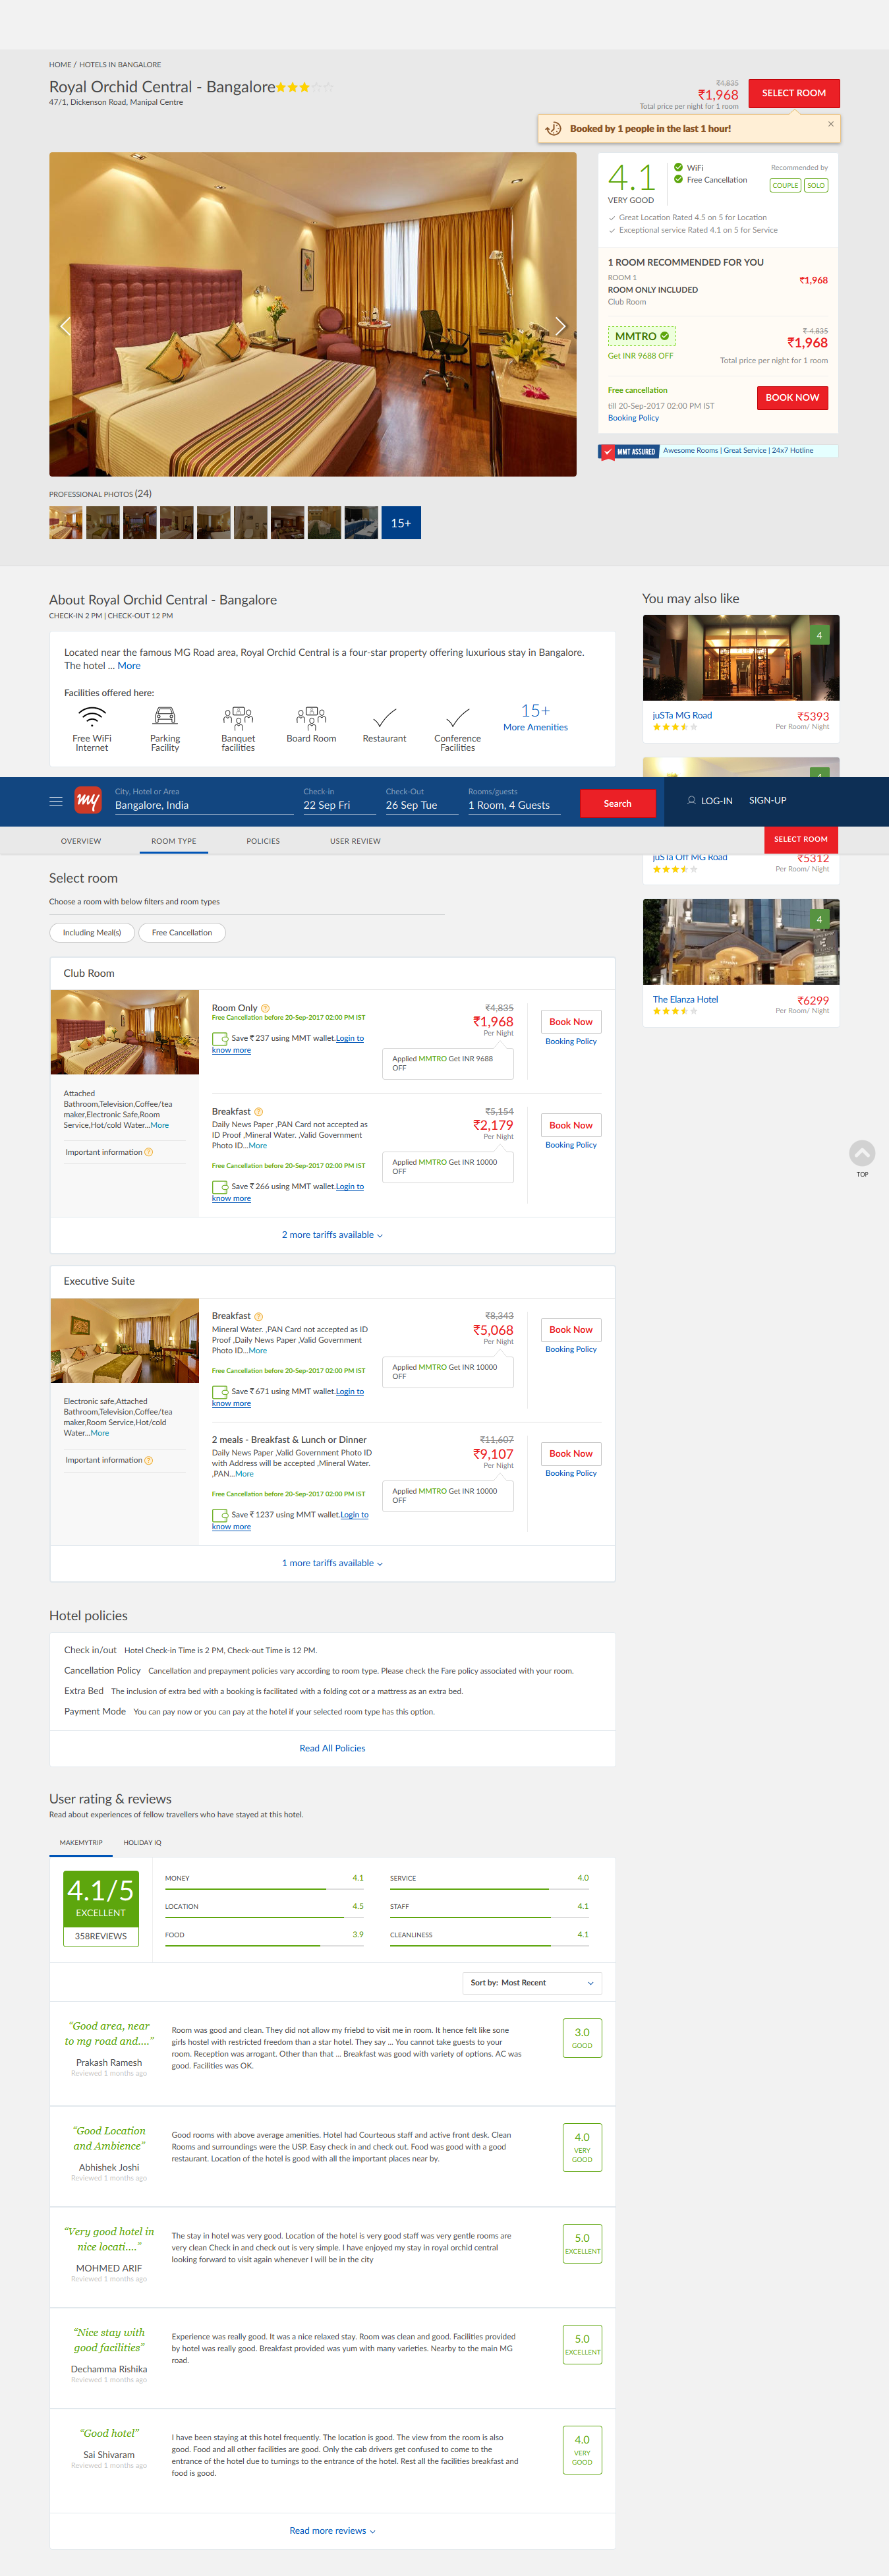 HOME / HOTELS IN BANGALORE
Royal Orchid Central - Bangalore
47/1, Dickenson Road, Manipal Centre
₹4,835
₹1,968
Total price per night for 1 room
SELECT ROOM
Booked by 1 people in the last 1 hour!
4.1
VERY GOOD
WiFi
Free Cancellation
Recommended by
COUPLE
SOLO
Great Location Rated 4.5 on 5 for Location
Exceptional service Rated 4.1 on 5 for Service
1 ROOM RECOMMENDED FOR YOU
ROOM 1
ROOM ONLY INCLUDED
Club Room
₹1,968
MMTRO
Get INR 9688 OFF
₹ 4,835
₹1,968
Total price per night for 1 room
Free cancellation
till 20-Sep-2017 02:00 PM IST
Booking Policy
BOOK NOW
MMT ASSURED
Awesome Rooms | Great Service | 24x7 Hotline
PROFESSIONAL PHOTOS (24)
15+
About Royal Orchid Central - Bangalore
CHECK-IN 2 PM | CHECK-OUT 12 PM
Located near the famous MG Road area, Royal Orchid Central is a four-star property offering luxurious stay in Bangalore.
The hotel ... More
Facilities offered here:
Free WiFi
Internet
Parking
Facility
Banquet
facilities
Board Room
Restaurant
Conference
Facilities
15+
More Amenities
You may also like
4
juSTa MG Road
₹5393
Per Room/ Night
4
my
City, Hotel or Area
Bangalore, India
Check-in
22 Sep Fri
Check-Out
26 Sep Tue
Rooms/guests
1 Room, 4 Guests
Search
LOG-IN
SIGN-UP
OVERVIEW
ROOM TYPE
POLICIES
USER REVIEW
SELECT ROOM
juSTa Off MG Road
₹5312
Per Room/ Night
4
The Elanza Hotel
₹6299
Per Room/ Night
Select room
Choose a room with below filters and room types
Including Meal(s)
Free Cancellation
Club Room
Room Only
Free Cancellation before 20-Sep-2017 02:00 PM IST
Save ₹ 237 using MMT wallet.Login to
know more
₹4,835
₹1,968
Per Night
Applied MMTRO Get INR 9688
OFF
Book Now
Booking Policy
Attached
Bathroom,Television,Coffee/tea
maker,Electronic Safe,Room
Service,Hot/cold Water...More
Important information
Breakfast
Daily News Paper ,PAN Card not accepted as
ID Proof ,Mineral Water. ,Valid Government
Photo ID...More
Free Cancellation before 20-Sep-2017 02:00 PM IST
Save ₹ 266 using MMT wallet.Login to
know more
₹5,154
₹2,179
Per Night
Applied MMTRO Get INR 10000
OFF
Book Now
Booking Policy
2 more tariffs available
Executive Suite
Breakfast
Mineral Water. ,PAN Card not accepted as ID
Proof ,Daily News Paper ,Valid Government
Photo ID...More
Free Cancellation before 20-Sep-2017 02:00 PM IST
Save ₹ 671 using MMT wallet.Login to
know more
₹8,343
₹5,068
Per Night
Applied MMTRO Get INR 10000
OFF
Book Now
Booking Policy
Electronic safe,Attached
Bathroom,Television,Coffee/tea
maker,Room Service,Hot/cold
Water...More
Important information
2 meals - Breakfast & Lunch or Dinner
Daily News Paper ,Valid Government Photo ID
with Address will be accepted ,Mineral Water.
,PAN...More
Free Cancellation before 20-Sep-2017 02:00 PM IST
Save ₹ 1237 using MMT wallet.Login to
know more
₹11,607
₹9,107
Per Night
Applied MMTRO Get INR 10000
OFF
Book Now
Booking Policy
1 more tariffs available
Hotel policies
Check in/out Hotel Check-in Time is 2 PM, Check-out Time is 12 PM.
Cancellation Policy Cancellation and prepayment policies vary according to room type. Please check the Fare policy associated with your room.
Extra Bed The inclusion of extra bed with a booking is facilitated with a folding cot or a mattress as an extra bed.
Payment Mode You can pay now or you can pay at the hotel if your selected room type has this option.
Read All Policies
User rating & reviews
Read about experiences of fellow travellers who have stayed at this hotel.
MAKEMYTRIP
HOLIDAY IQ
4.1/5
EXCELLENT
358REVIEWS
MONEY 4.1
SERVICE 4.0
LOCATION 4.5
STAFF 4.1
FOOD 3.9
CLEANLINESS 4.1
Sort by: Most Recent
"Good area, near
to mg road and...."
Prakash Ramesh
Reviewed 1 months ago
Room was good and clean. They did not allow my friebd to visit me in room. It hence felt like sone
girls hostel with restricted freedom than a star hotel. They say ... You cannot take guests to your
room. Reception was arrogant. Other than that ... Breakfast was good with variety of options. AC was
good. Facilities was OK.
3.0
GOOD
"Good Location
and Ambience"
Abhishek Joshi
Reviewed 1 months ago
Good rooms with above average amenities. Hotel had Courteous staff and active front desk. Clean
Rooms and surroundings were the USP. Easy check in and check out. Food was good with a good
restaurant. Location of the hotel is good with all the important places near by.
4.0
VERY
GOOD
"Very good hotel in
nice locati...."
MOHMED ARIF
Reviewed 1 months ago
The stay in hotel was very good. Location of the hotel is very good staff was very gentle rooms are
very clean Check in and check out is very simple. I have enjoyed my stay in royal orchid central
looking forward to visit again whenever I will be in the city
5.0
EXCELLENT
"Nice stay with
good facilities"
Dechamma Rishika
Reviewed 1 months ago
Experience was really good. It was a nice relaxed stay. Room was clean and good. Facilities provided
by hotel was really good. Breakfast provided was yum with many varieties. Nearby to the main MG
road.
5.0
EXCELLENT
"Good hotel"
Sai Shivaram
Reviewed 1 months ago
I have been staying at this hotel frequently. The location is good. The view from the room is also
good. Food and all other facilities are good. Only the cab drivers get confused to come to the
entrance of the hotel due to turnings to the entrance of the hotel. Rest all the facilities breakfast and
food is good.
4.0
VERY
GOOD
Read more reviews
TOP